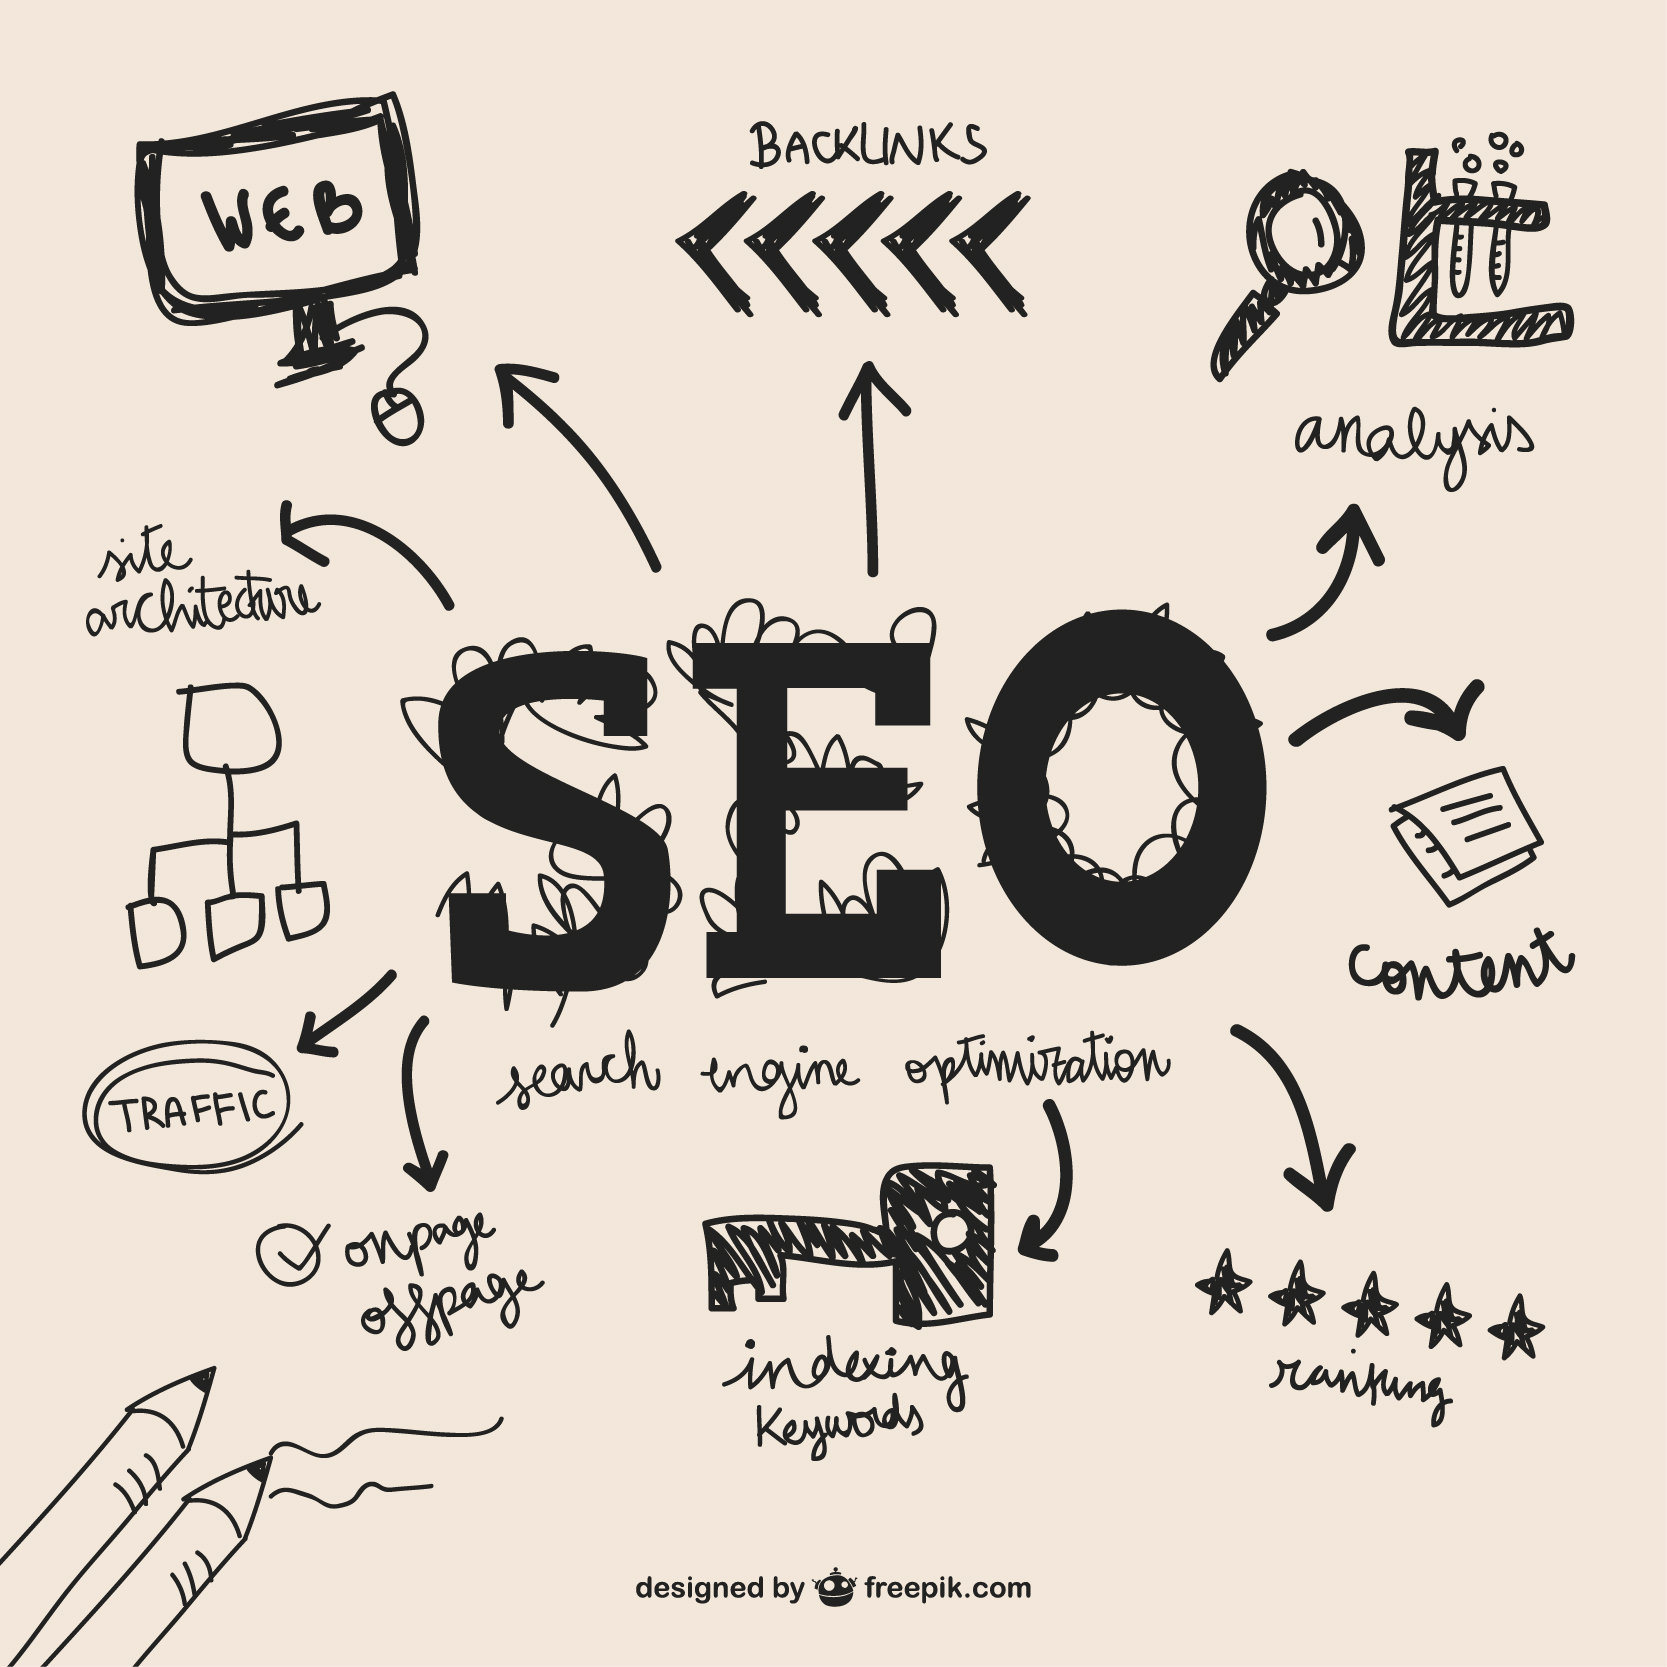 WEB
BACKLINKS
analysis
site
architecture
SEO
content
search engine optimization
TRAFFIC
onpage
offpage
indexing
Keywords
ranking
designed by freepik.com